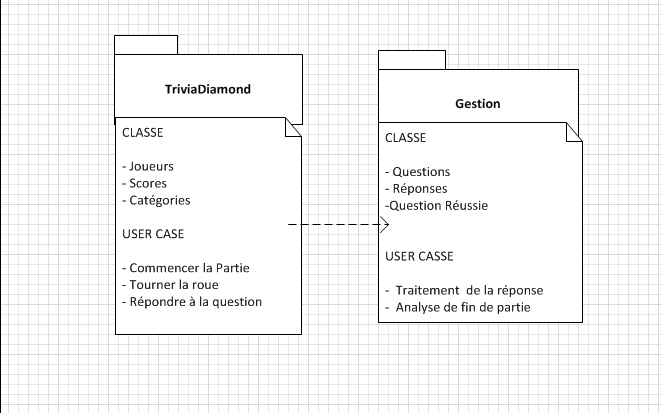 TriviaDiamond
CLASSE
- Joueurs
- Scores
- Catégories
USER CASE
- Commencer la Partie
- Tourner la roue
- Répondre à la question
Gestion
CLASSE
- Questions
- Réponses
-Question Réussie
USER CASSE
- Traitement de la réponse
- Analyse de fin de partie